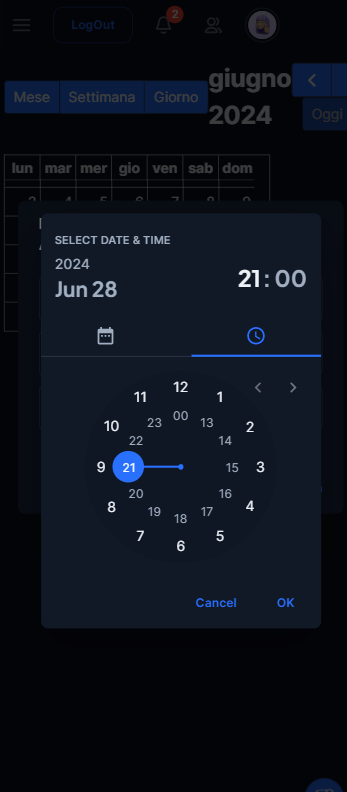 LogOut
2
Mese Settimana Giorno
giugno 2024
Oggi
lun mar mer gio ven sab dom
SELECT DATE & TIME
2024
Jun 28
21:00
12
11 1
00
23 13
10 2
22 14
9 21 15 3
20 16
8 4
19 17
18
7 5
6
Cancel OK